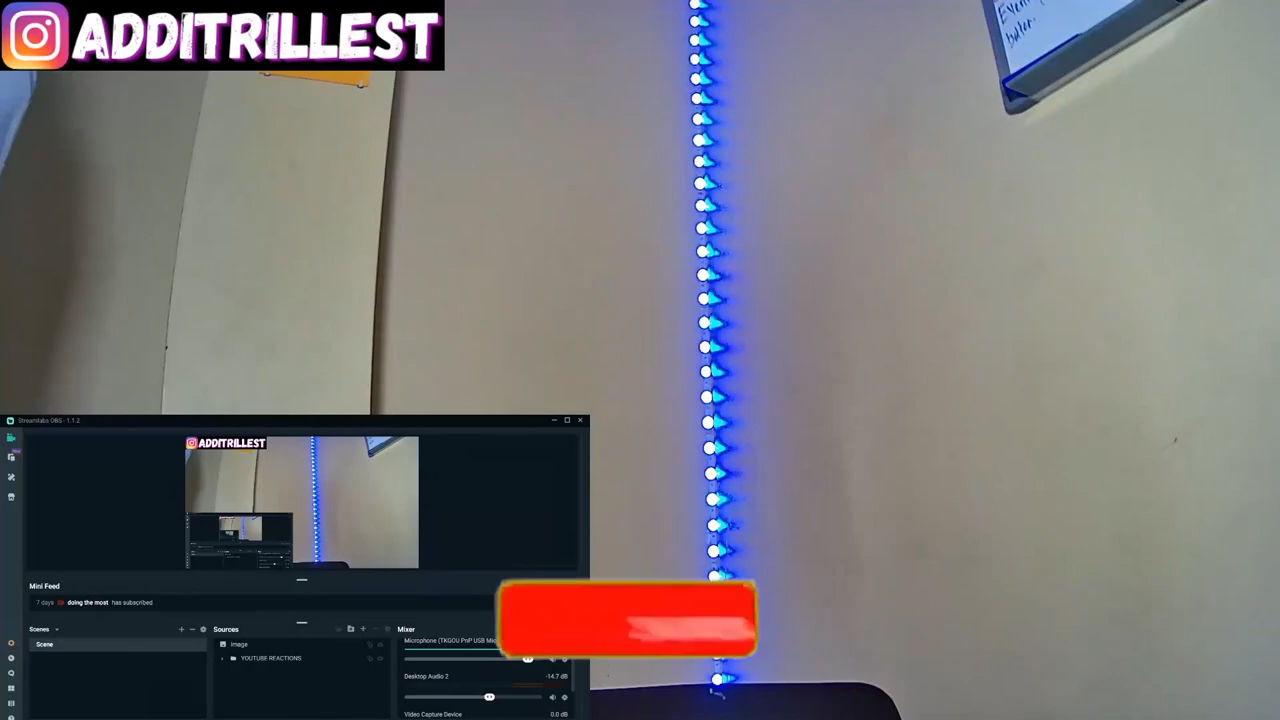 ADDITRILLEST
Streamlabs OBS - 1.1.2
ADDITRILLEST
Mini Feed
7 days doing the most has subscribed
Scenes
Sources
Mixer
Scene
Image
YOUTUBE REACTIONS
Microphone (TKGOU PnP USB Mic
Desktop Audio 2
-14.7 dB
Video Capture Device
0.0 dB